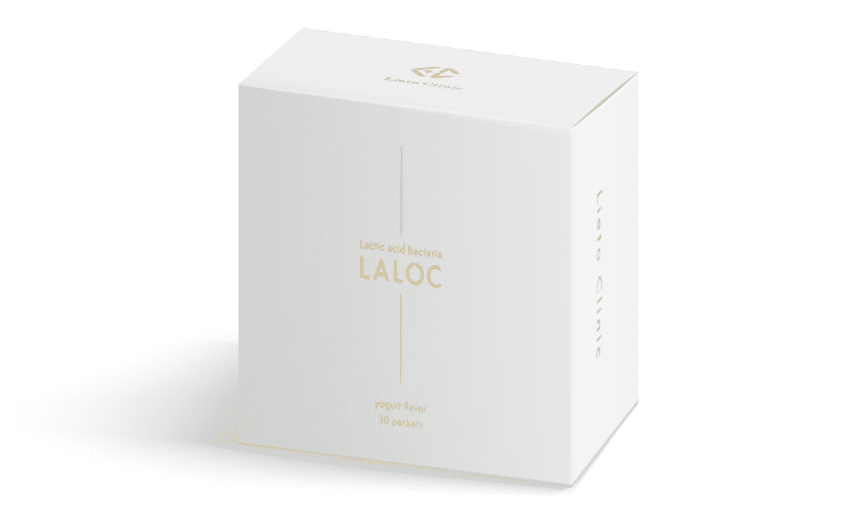 Lieto Clinic
Lactic acid bacteria
LALOC
yogurt flavor
30 packets
Lieto Clinic